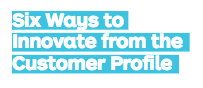 Six Ways to
Innovate from the
Customer Profile